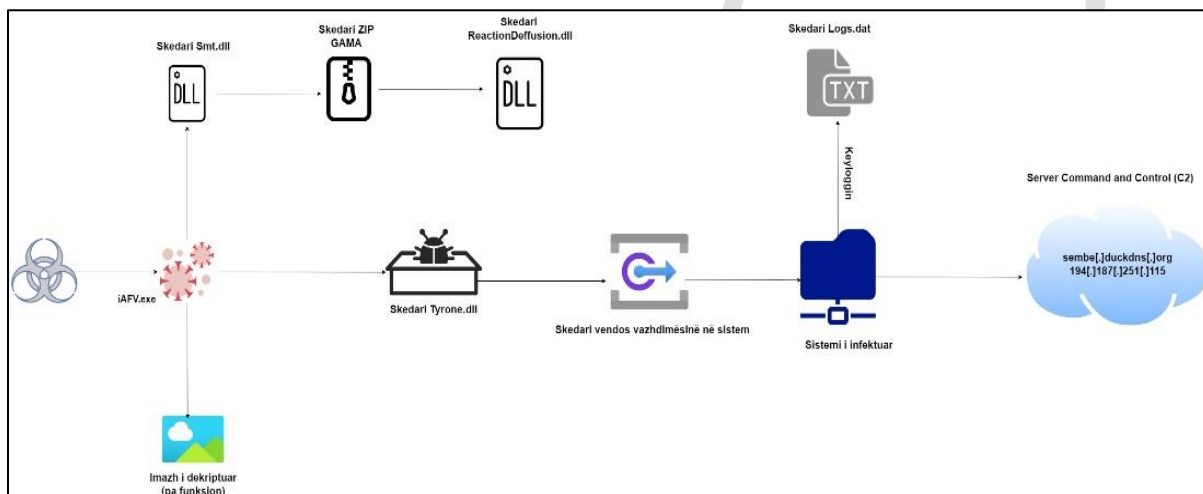 Skedari Smt.dll
Skedari ZIP
GAMA
Skedari
ReactionDeffusion.dll
Skedari Logs.dat
DLL
DLL
TXT
Keyloggin
Server Command and Control (C2)
sembe[.]duckdns[.]org
194[.]187[.]251[.]115
iAFV.exe
Skedari Tyrone.dll
Skedari vendos vazhdimësinë në sistem
Sistemi i infektuar
Imazh i dekriptuar
(pa funksion)